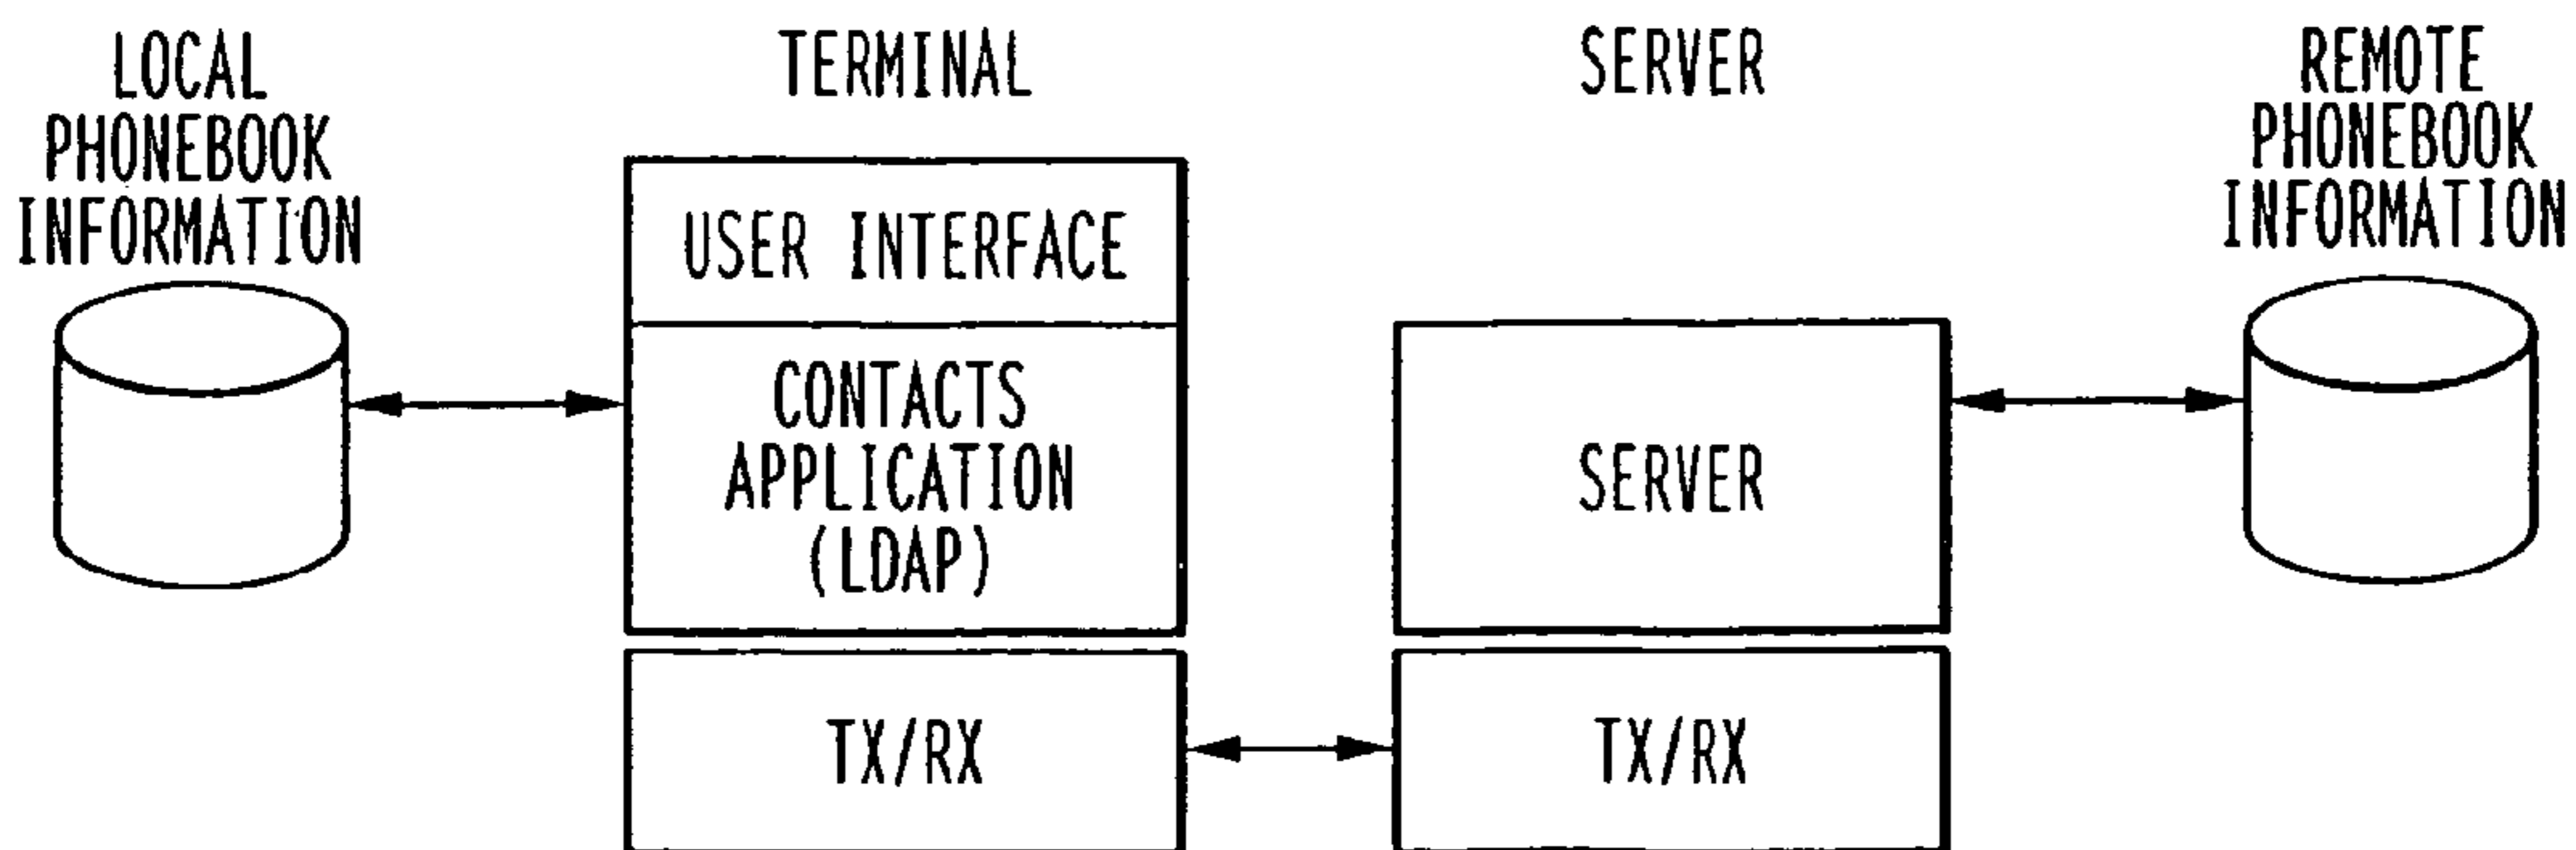 LOCAL
PHONEBOOK
INFORMATION
TERMINAL
SERVER
REMOTE
PHONEBOOK
INFORMATION
USER INTERFACE
CONTACTS
APPLICATION
(LDAP)
SERVER
TX/RX
TX/RX